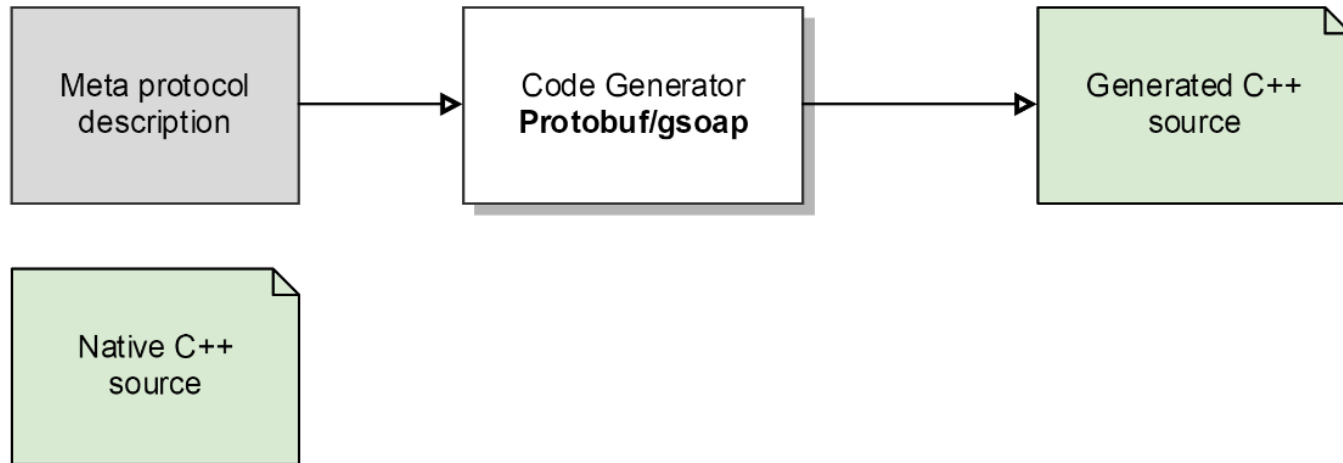 Meta protocol
description
Code Generator
Protobuf/gsoap
Generated C++
source
Native C++
source